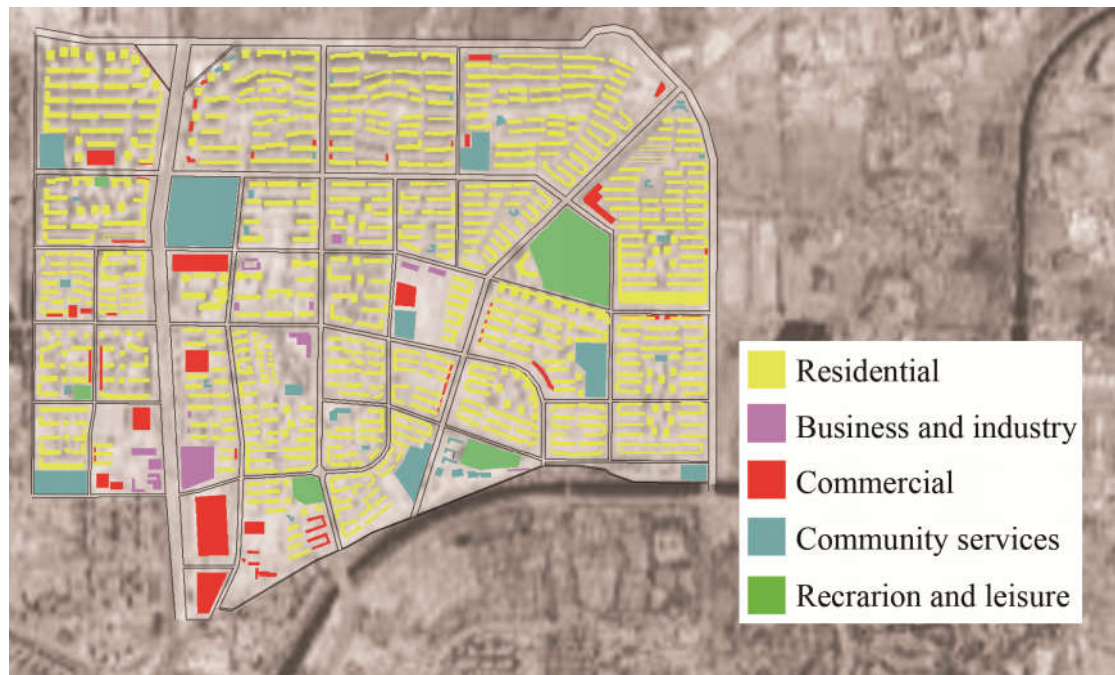 Residential
Business and industry
Commercial
Community services
Recrarion and leisure